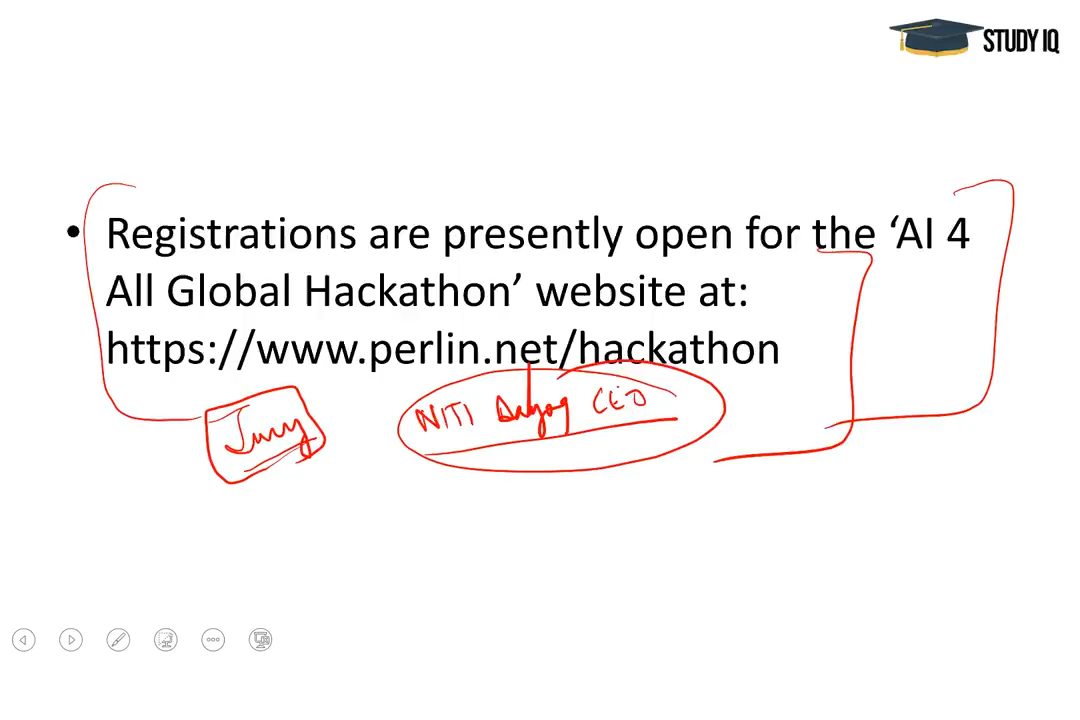 STUDY IQ
• Registrations are presently open for the ‘AI 4
All Global Hackathon’ website at:
https://www.perlin.net/hackathon
Jury
NITI Aayog CEO